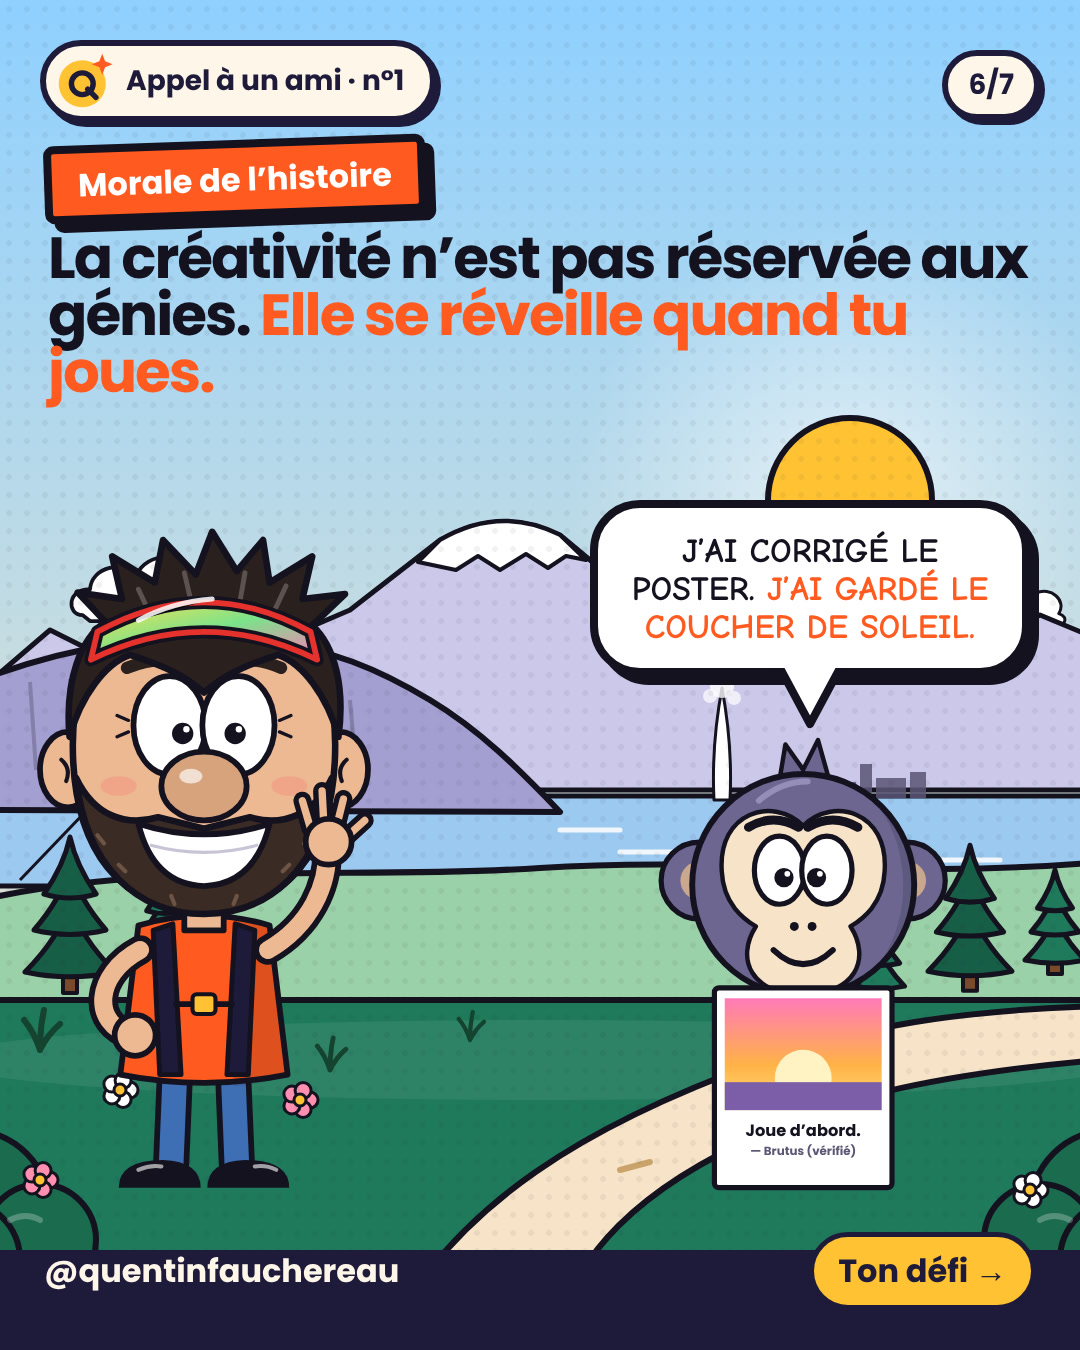 Q Appel à un ami · n°1
6/7
Morale de l’histoire
La créativité n’est pas réservée aux
génies. Elle se réveille quand tu
joues.
J’AI CORRIGÉ LE
POSTER. J’AI GARDÉ LE
COUCHER DE SOLEIL.
Joue d’abord.
— Brutus (vérifié)
@quentinfauchereau
Ton défi →